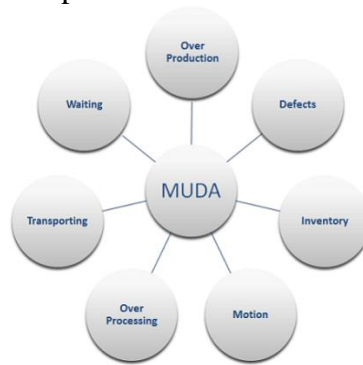 Over
Production
Waiting
Defects
MUDA
Transporting
Inventory
Over
Processing
Motion